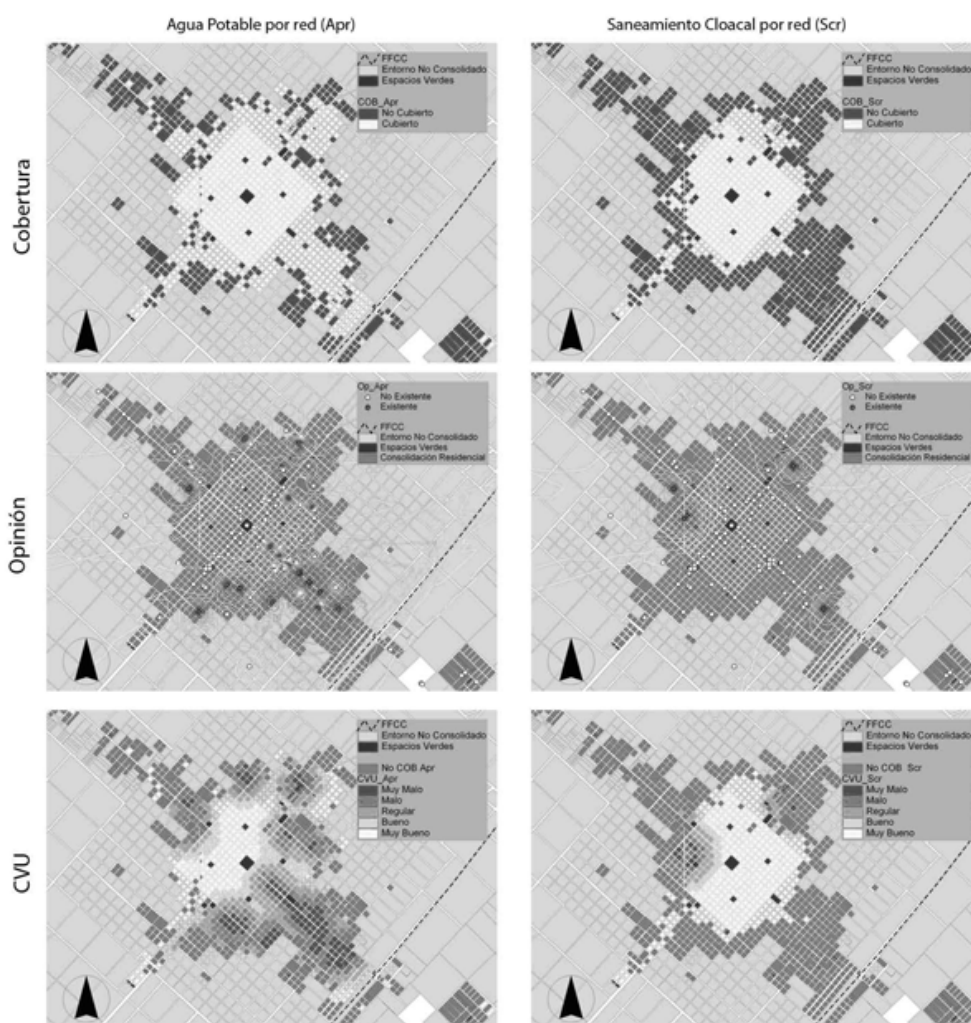 Agua Potable por red (Apr)
Saneamiento Cloacal por red (Scr)
Cobertura
FFCC
Entorno No Consolidado
Espacios Verdes
COB_Apr
No Cubierto
Cubierto
FFCC
Entorno No Consolidado
Espacios Verdes
COB_Scr
No Cubierto
Cubierto
Opinión
Op_Apr
No Existente
Existente
FFCC
Entorno No Consolidado
Espacios Verdes
Consolidación Residencial
Op_Scr
No Existente
Existente
FFCC
Entorno No Consolidado
Espacios Verdes
Consolidación Residencial
CVU
FFCC
Entorno No Consolidado
Espacios Verdes
No COB Apr
CVU_Apr
Muy Malo
Malo
Regular
Bueno
Muy Bueno
FFCC
Entorno No Consolidado
Espacios Verdes
No COB Scr
CVU_Scr
Muy Malo
Malo
Regular
Bueno
Muy Bueno